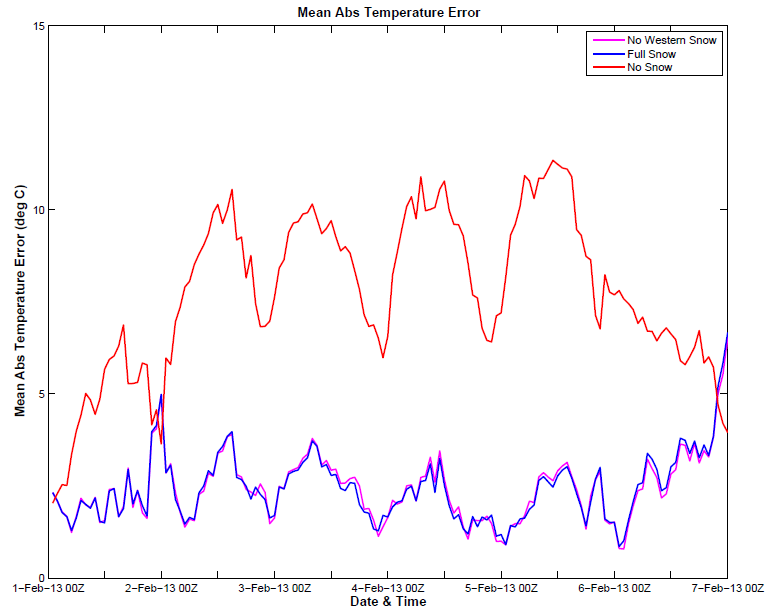 Mean Abs Temperature Error
15
No Western Snow
Full Snow
No Snow
10
Mean Abs Temperature Error (deg C)
5
0
1−Feb−13 00Z 2−Feb−13 00Z 3−Feb−13 00Z 4−Feb−13 00Z 5−Feb−13 00Z 6−Feb−13 00Z 7−Feb−13 00Z
Date & Time